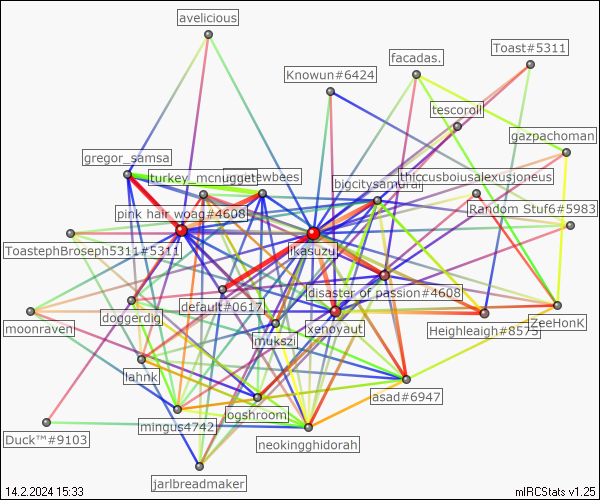 avelicious
Toast#5311
facadas.
Knowun#6424
tescoroll
gazpachoman
gregor_samsa
turkey_mcnugget
thiccusboiusalexusjoneus
bigcitysamurai
Random Stuf6#5983
pink hair woag#4608
ToastephBroseph5311#5311
ikasuzu
disaster of passion#4608
default#0617
doggerdig
moonraven
xenoyaut
Heighleaigh#8575
ZeeHonK
mukszi
lahnk
asad#6947
ogshroom
mingus4742
Duck™#9103
neokingghidorah
jarlbreadmaker
14.2.2024 15:33
mIRCStats v1.25